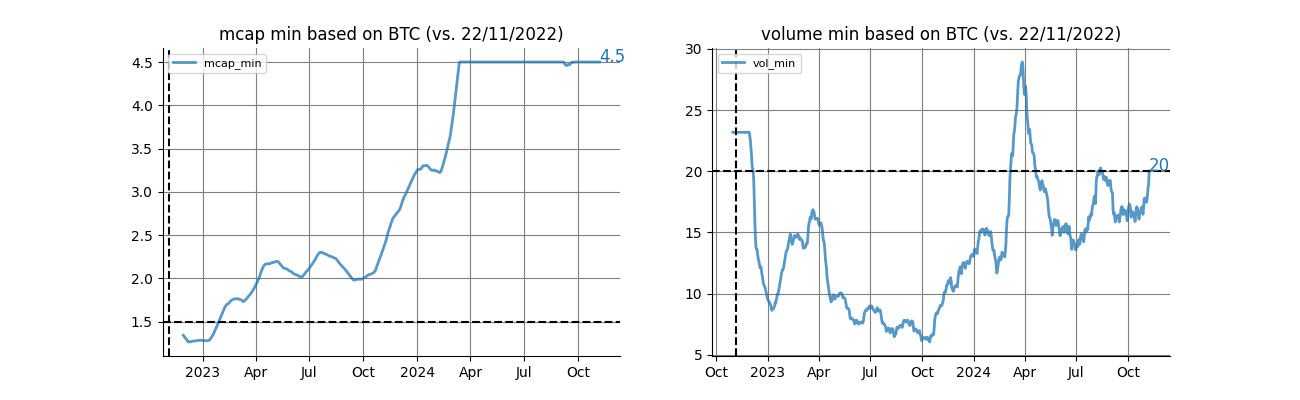 mcap min based on BTC (vs. 22/11/2022)
mcap_min
4.5
4.5
4.0
3.5
3.0
2.5
2.0
1.5
2023 Apr Jul Oct 2024 Apr Jul Oct
volume min based on BTC (vs. 22/11/2022)
vol_min
30
25
20
20
15
10
5
Oct 2023 Apr Jul Oct 2024 Apr Jul Oct